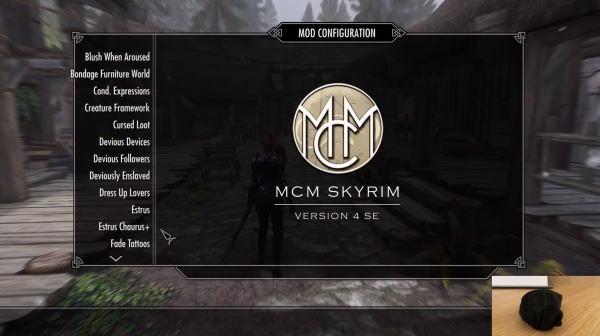 MOD CONFIGURATION
Blush When Aroused
Bondage Furniture World
Cond. Expressions
Creature Framework
Cursed Loot
Devious Devices
Devious Followers
Deviously Enslaved
Dress Up Lovers
Estrus
Estrus Chaurus+
Fade Tattoos
MCM
MCM SKYRIM
VERSION 4 SE